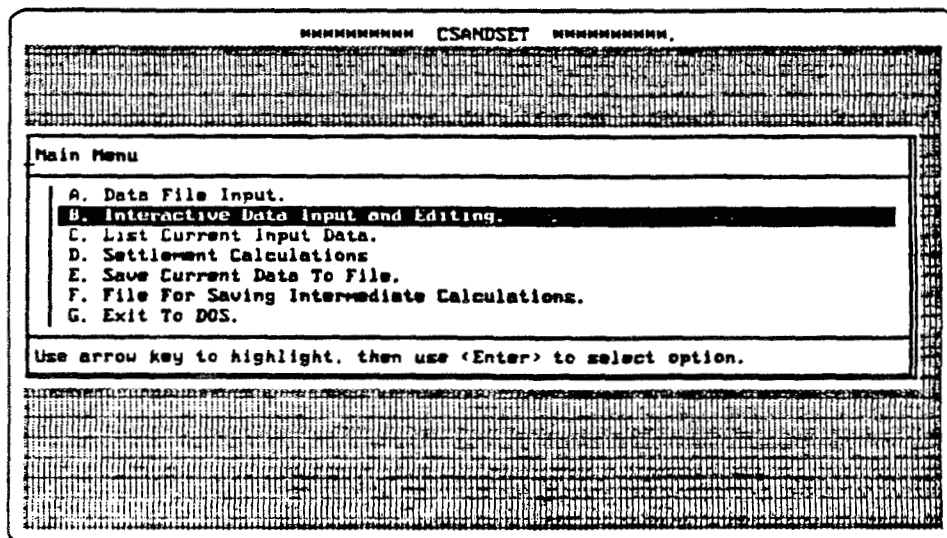 ********** CSANDSET **********.
Main Menu
A. Data File Input.
B. Interactive Data Input and Editing.
C. List Current Input Data.
D. Settlement Calculations
E. Save Current Data To File.
F. File For Saving Intermediate Calculations.
G. Exit To DOS.
Use arrow key to highlight, then use <Enter> to select option.